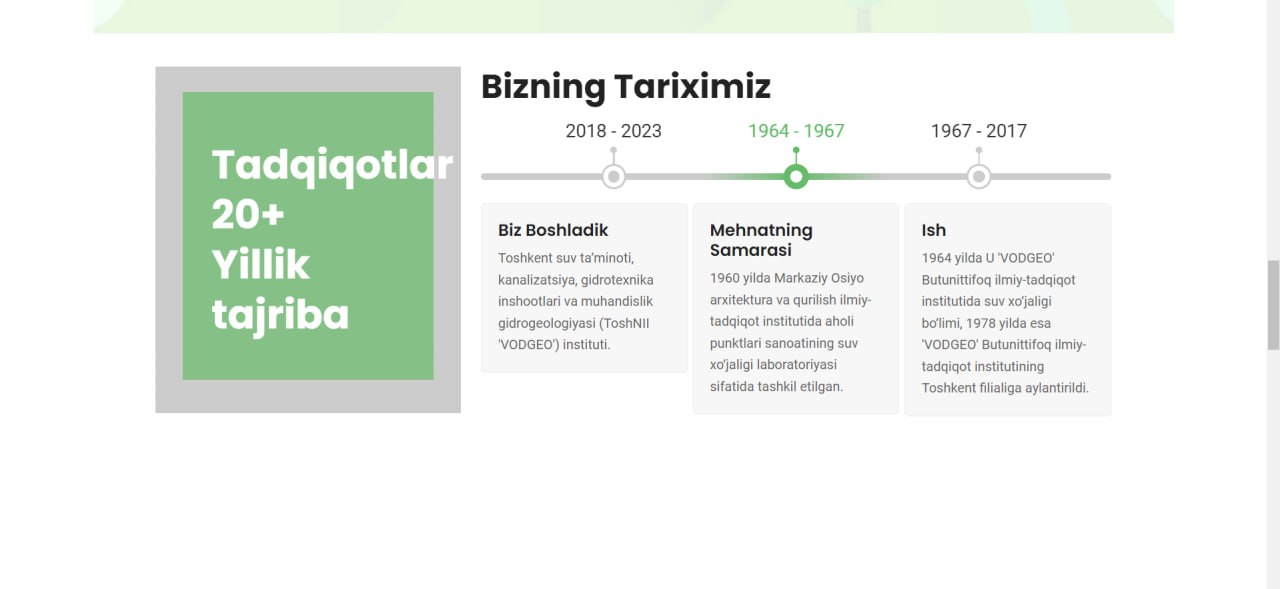 Tadqiqotlar
20+
Yillik
tajriba
Bizning Tariximiz
2018 - 2023
1964 - 1967
1967 - 2017
Biz Boshladik
Toshkent suv ta’minoti,
kanalizatsiya, gidrotexnika
inshootlari va muhandislik
gidrogeologiyasi (ToshNII
'VODGEO') instituti.
Mehnatning
Samarasi
1960 yilda Markaziy Osiyo
arxitektura va qurilish ilmiy-
tadqiqot institutida aholi
punktlari sanoatining suv
xo‘jaligi laboratoriyasi
sifatida tashkil etilgan.
Ish
1964 yilda U 'VODGEO'
Butunittifoq ilmiy-tadqiqot
institutida suv xo‘jaligi
bo‘limi, 1978 yilda esa
'VODGEO' Butunittifoq ilmiy-
tadqiqot institutining
Toshkent filialiga aylantirildi.